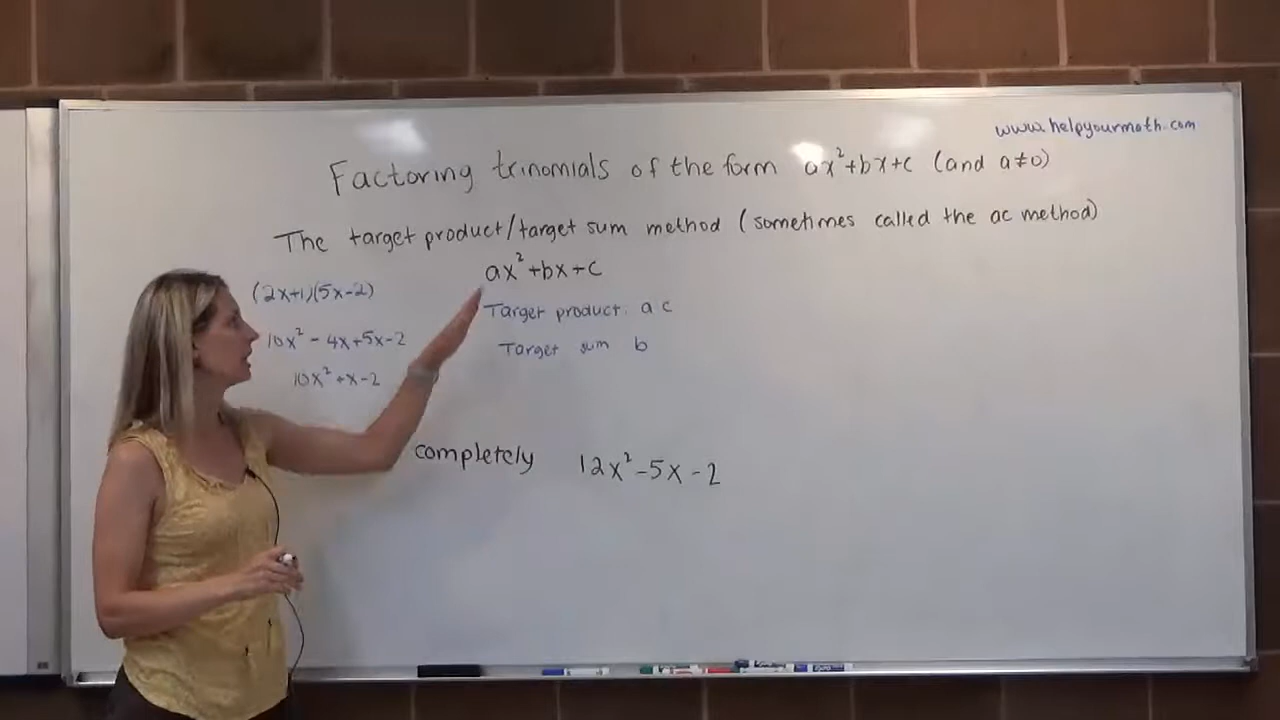 www.helpyourmath.com
Factoring trinomials of the form ax²+bx+c (and a≠0)
The target product/target sum method (sometimes called the ac method)
ax²+bx+c
(2x+1)(5x-2)
Target product: ac
10x² - 4x+5x-2
Target sum b
10x² +x-2
completely 12x²-5x-2